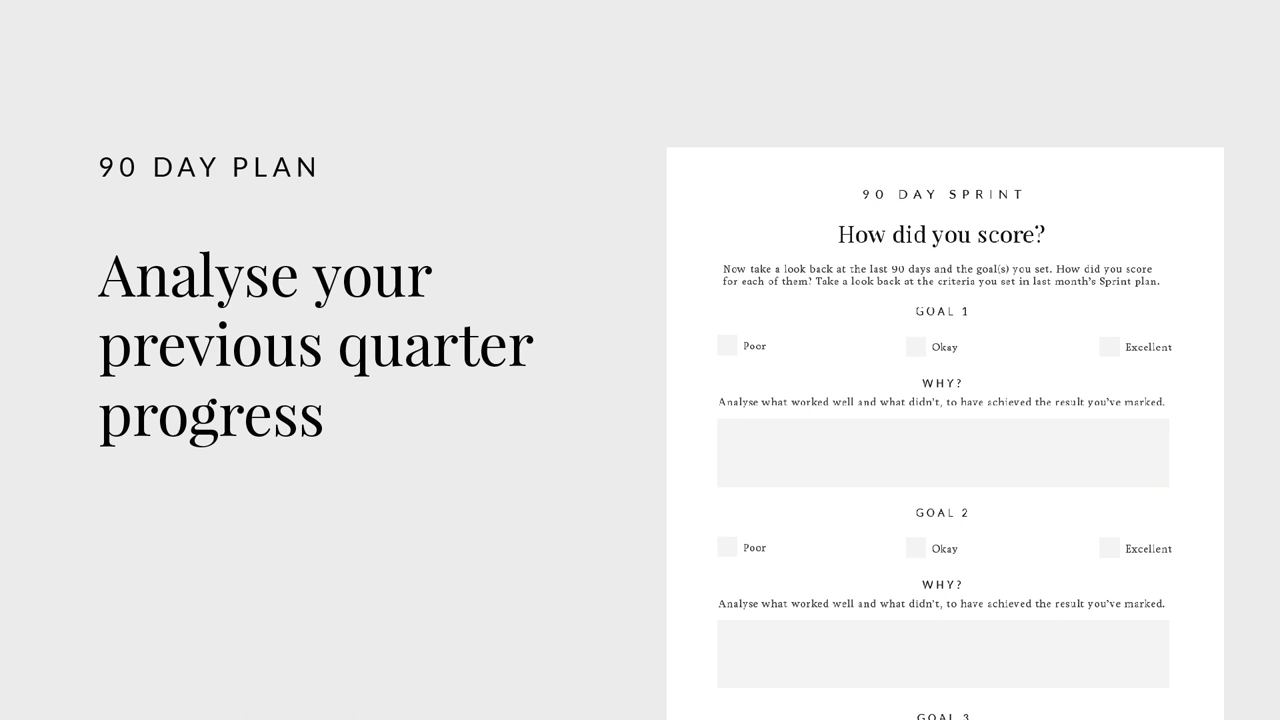 90 DAY PLAN
Analyse your
previous quarter
progress
90 DAY SPRINT
How did you score?
Now take a look back at the last 90 days and the goal(s) you set. How did you score
for each of them? Take a look back at the criteria you set in last month's Sprint plan.
GOAL 1
Poor Okay Excellent
WHY?
Analyse what worked well and what didn't, to have achieved the result you've marked.
GOAL 2
Poor Okay Excellent
WHY?
Analyse what worked well and what didn't, to have achieved the result you've marked.
GOAL 3